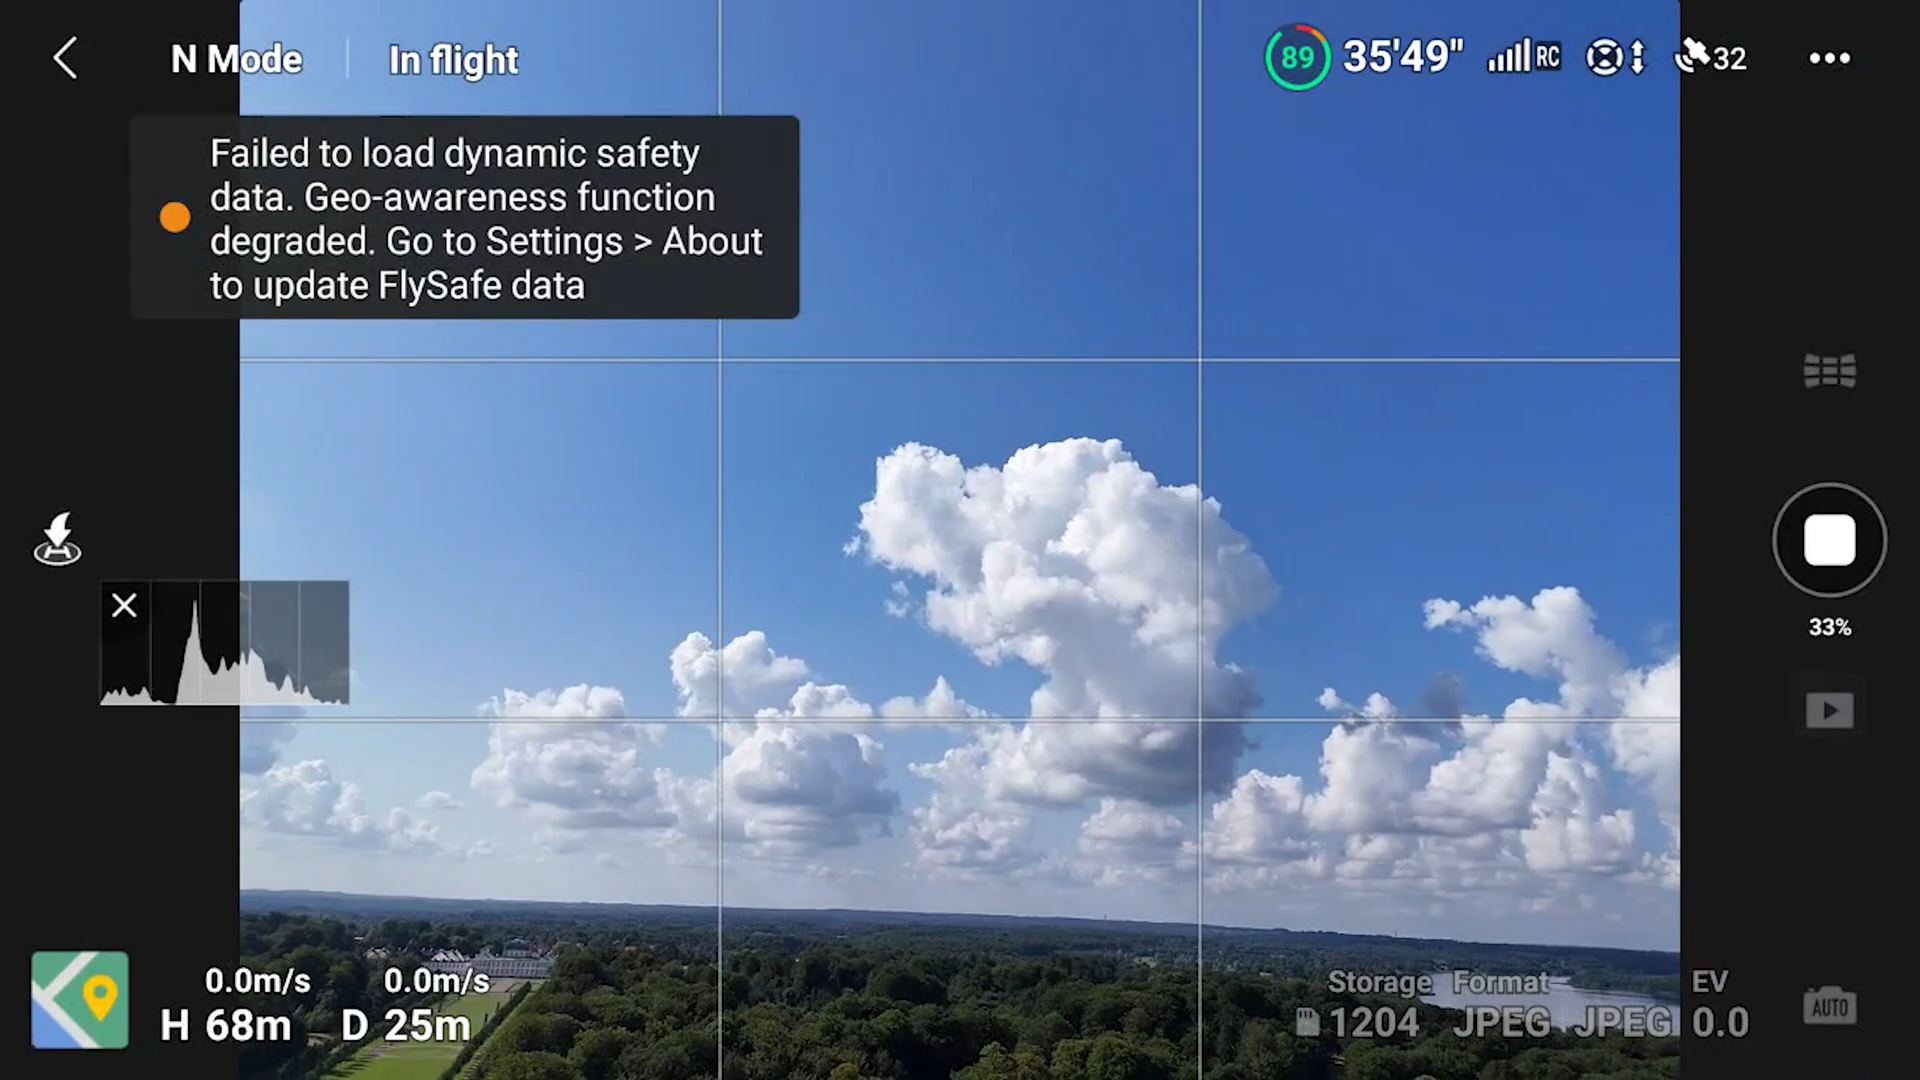 N Mode
In flight
89
35'49"
RC
32
Failed to load dynamic safety
data. Geo-awareness function
degraded. Go to Settings > About
to update FlySafe data
33%
0.0m/s 0.0m/s
H 68m D 25m
Storage Format EV
1204 JPEG JPEG 0.0
AUTO